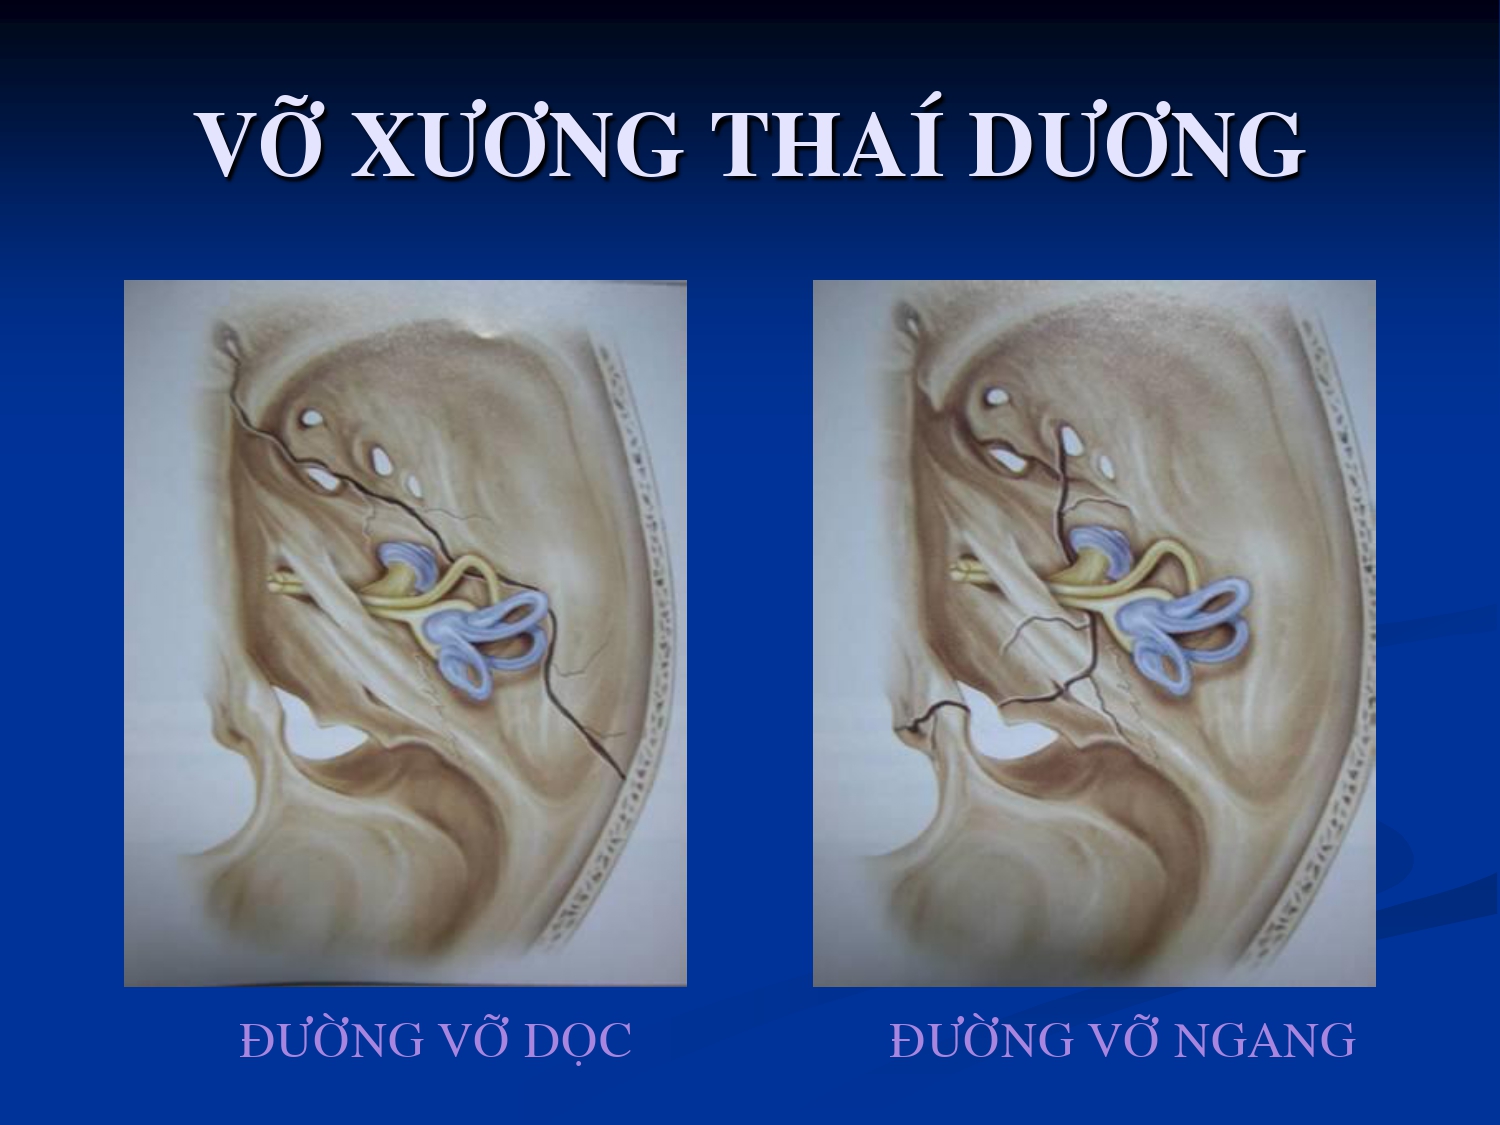 VỠ XƯƠNG THAÍ DƯƠNG
ĐƯỜNG VỠ DỌC
ĐƯỜNG VỠ NGANG